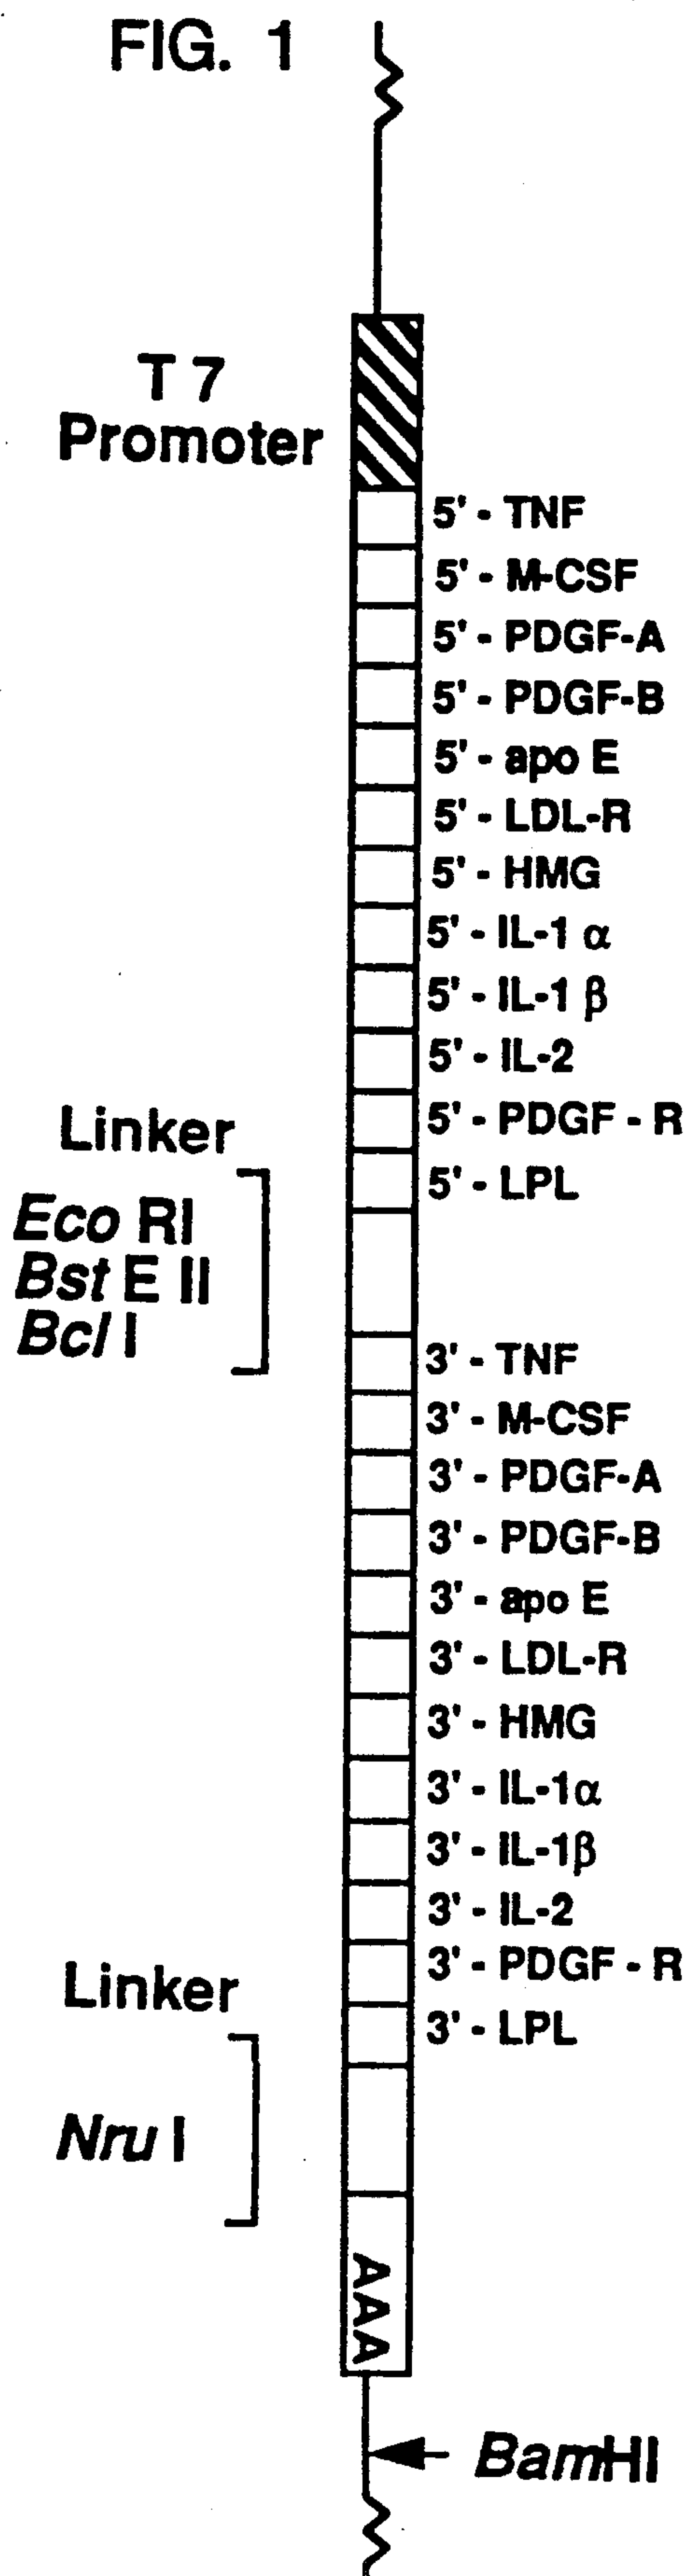 FIG. 1
T 7
Promoter
5' - TNF
5' - M-CSF
5' - PDGF-A
5' - PDGF-B
5' - apo E
5' - LDL-R
5' - HMG
5' - IL-1 α
5' - IL-1 β
5' - IL-2
5' - PDGF - R
5' - LPL
Linker
Eco RI
Bst E II
Bcl I
3' - TNF
3' - M-CSF
3' - PDGF-A
3' - PDGF-B
3' - apo E
3' - LDL-R
3' - HMG
3' - IL-1α
3' - IL-1β
3' - IL-2
3' - PDGF - R
3' - LPL
Linker
Nru I
AAA
BamHI